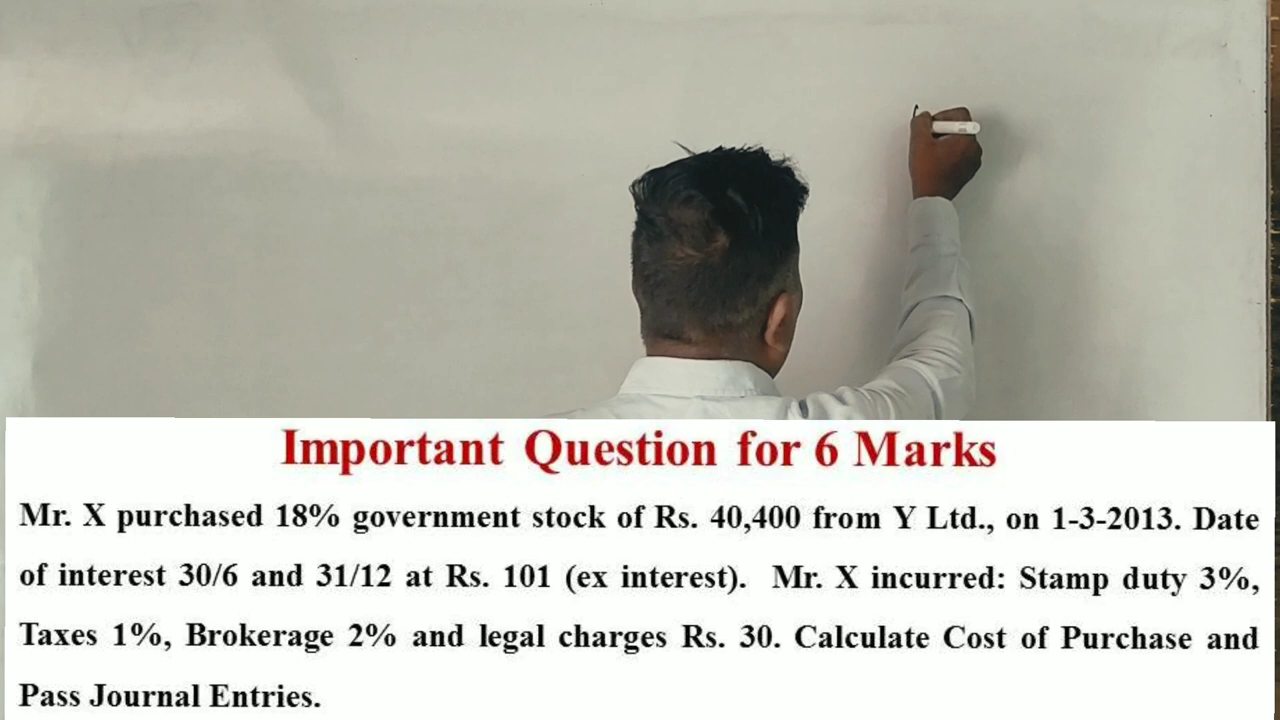 Important Question for 6 Marks
Mr. X purchased 18% government stock of Rs. 40,400 from Y Ltd., on 1-3-2013. Date
of interest 30/6 and 31/12 at Rs. 101 (ex interest). Mr. X incurred: Stamp duty 3%,
Taxes 1%, Brokerage 2% and legal charges Rs. 30. Calculate Cost of Purchase and
Pass Journal Entries.